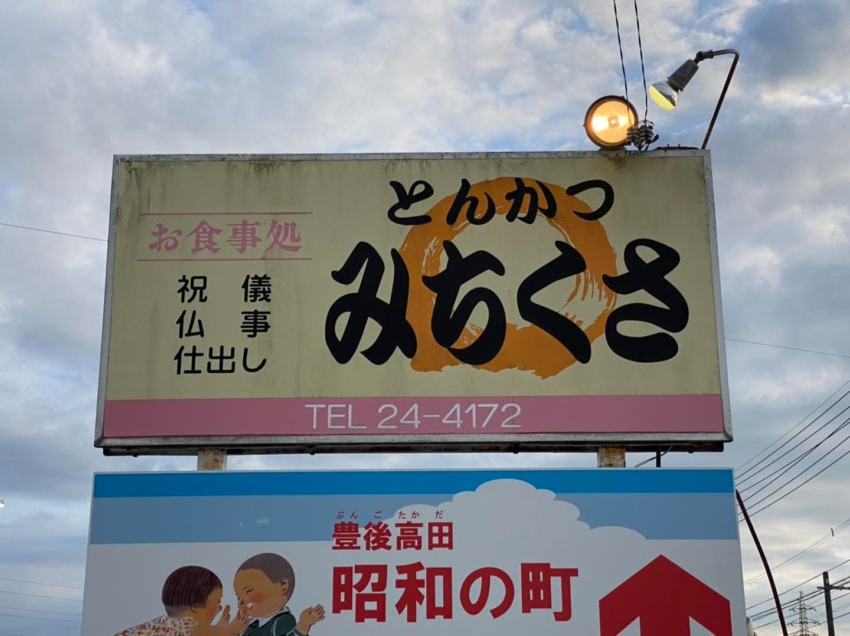 お食事処
祝儀
仏事
仕出し
とんかつ
みちくさ
TEL 24-4172
ぶんごたかだ
豊後高田
昭和の町